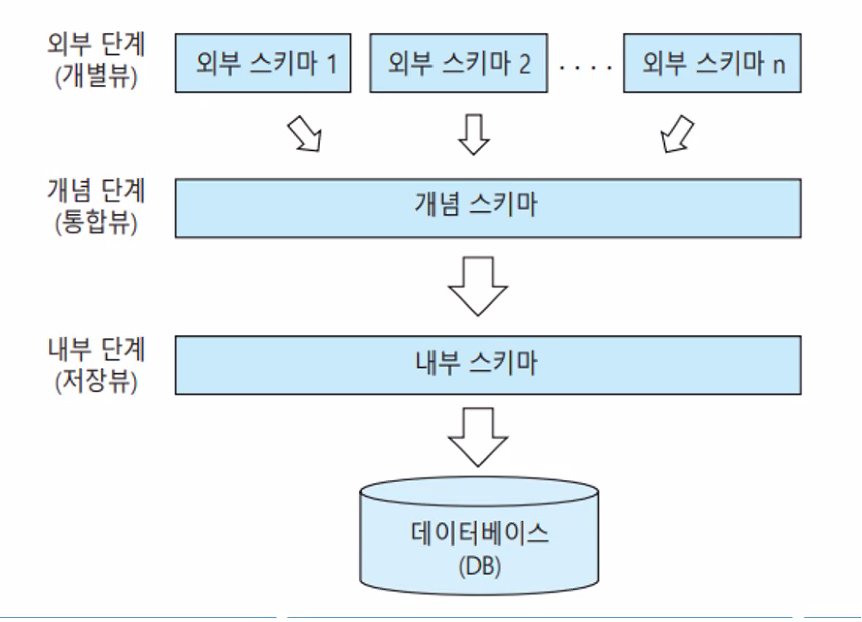 외부 단계
(개별뷰)
외부 스키마 1
외부 스키마 2
....
외부 스키마 n
개념 단계
(통합뷰)
개념 스키마
내부 단계
(저장뷰)
내부 스키마
데이터베이스
(DB)